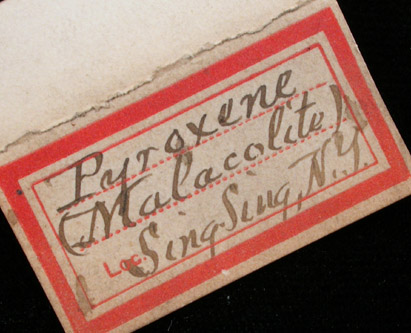 Pyroxene
(Malacolite).
Loc. Sing Sing, N.Y.